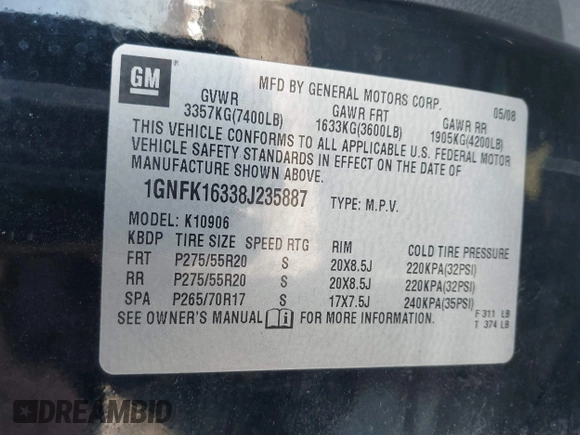 GM
MFD BY GENERAL MOTORS CORP. 05/08
GVWR GAWR FRT GAWR RR
3357KG(7400LB) 1633KG(3600LB) 1905KG(4200LB)
THIS VEHICLE CONFORMS TO ALL APPLICABLE U.S. FEDERAL MOTOR
VEHICLE SAFETY STANDARDS IN EFFECT ON THE DATE OF
MANUFACTURE SHOWN ABOVE.
1GNFK16338J235887 TYPE: M.P.V.
MODEL: K10906
KBDP TIRE SIZE SPEED RTG RIM COLD TIRE PRESSURE
FRT P275/55R20 S 20X8.5J 220KPA(32PSI)
RR P275/55R20 S 20X8.5J 220KPA(32PSI)
SPA P265/70R17 S 17X7.5J 240KPA(35PSI)
SEE OWNER'S MANUAL FOR MORE INFORMATION. F 311 LB
T 374 LB
DREAMBID